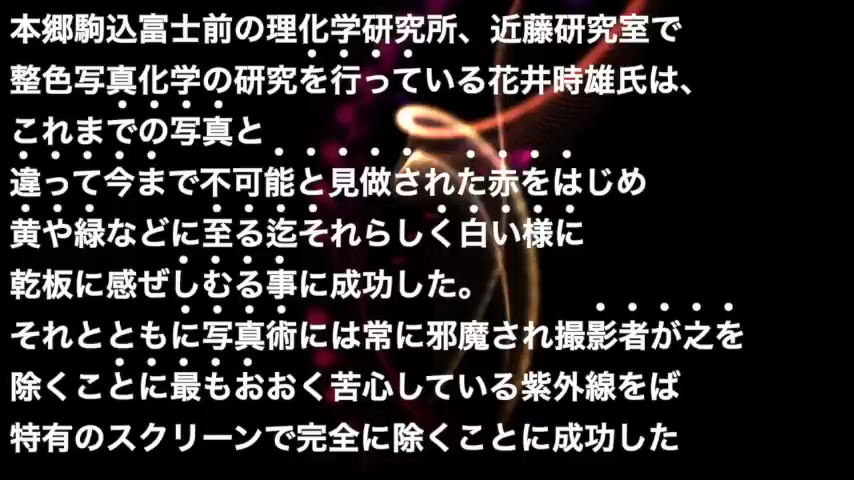 本郷駒込富士前の理化学研究所、近藤研究室で
整色写真化学の研究を行っている花井時雄氏は、
これまでの写真と
違って今まで不可能と見做された赤をはじめ
黄や緑などに至る迄それらしく白い様に
乾板に感ぜしむる事に成功した。
それとともに写真術には常に邪魔され撮影者が之を
除くことに最もおおく苦心している紫外線をば
特有のスクリーンで完全に除くことに成功した